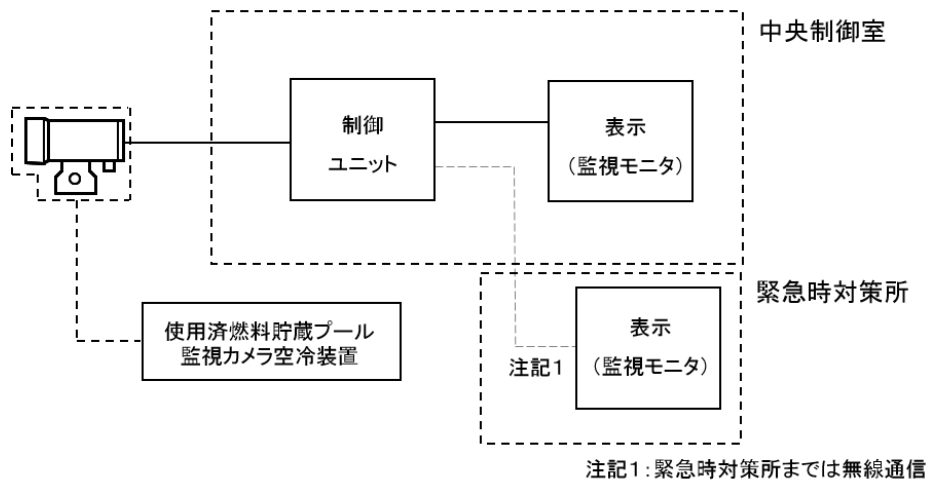 中央制御室
制御
ユニット
表示
(監視モニタ)
緊急時対策所
表示
(監視モニタ)
注記1
使用済燃料貯蔵プール
監視カメラ空冷装置
注記1:緊急時対策所までは無線通信